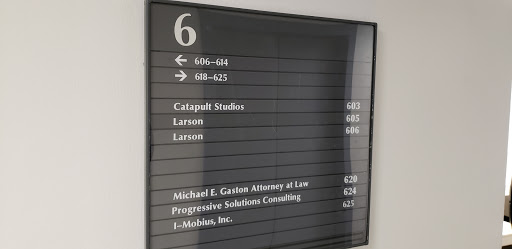 6
← 606–614
→ 618–625
Catapult Studios 603
Larson 605
Larson 606
Michael E. Gaston Attorney at Law 620
Progressive Solutions Consulting 624
I–Mobius, Inc. 625